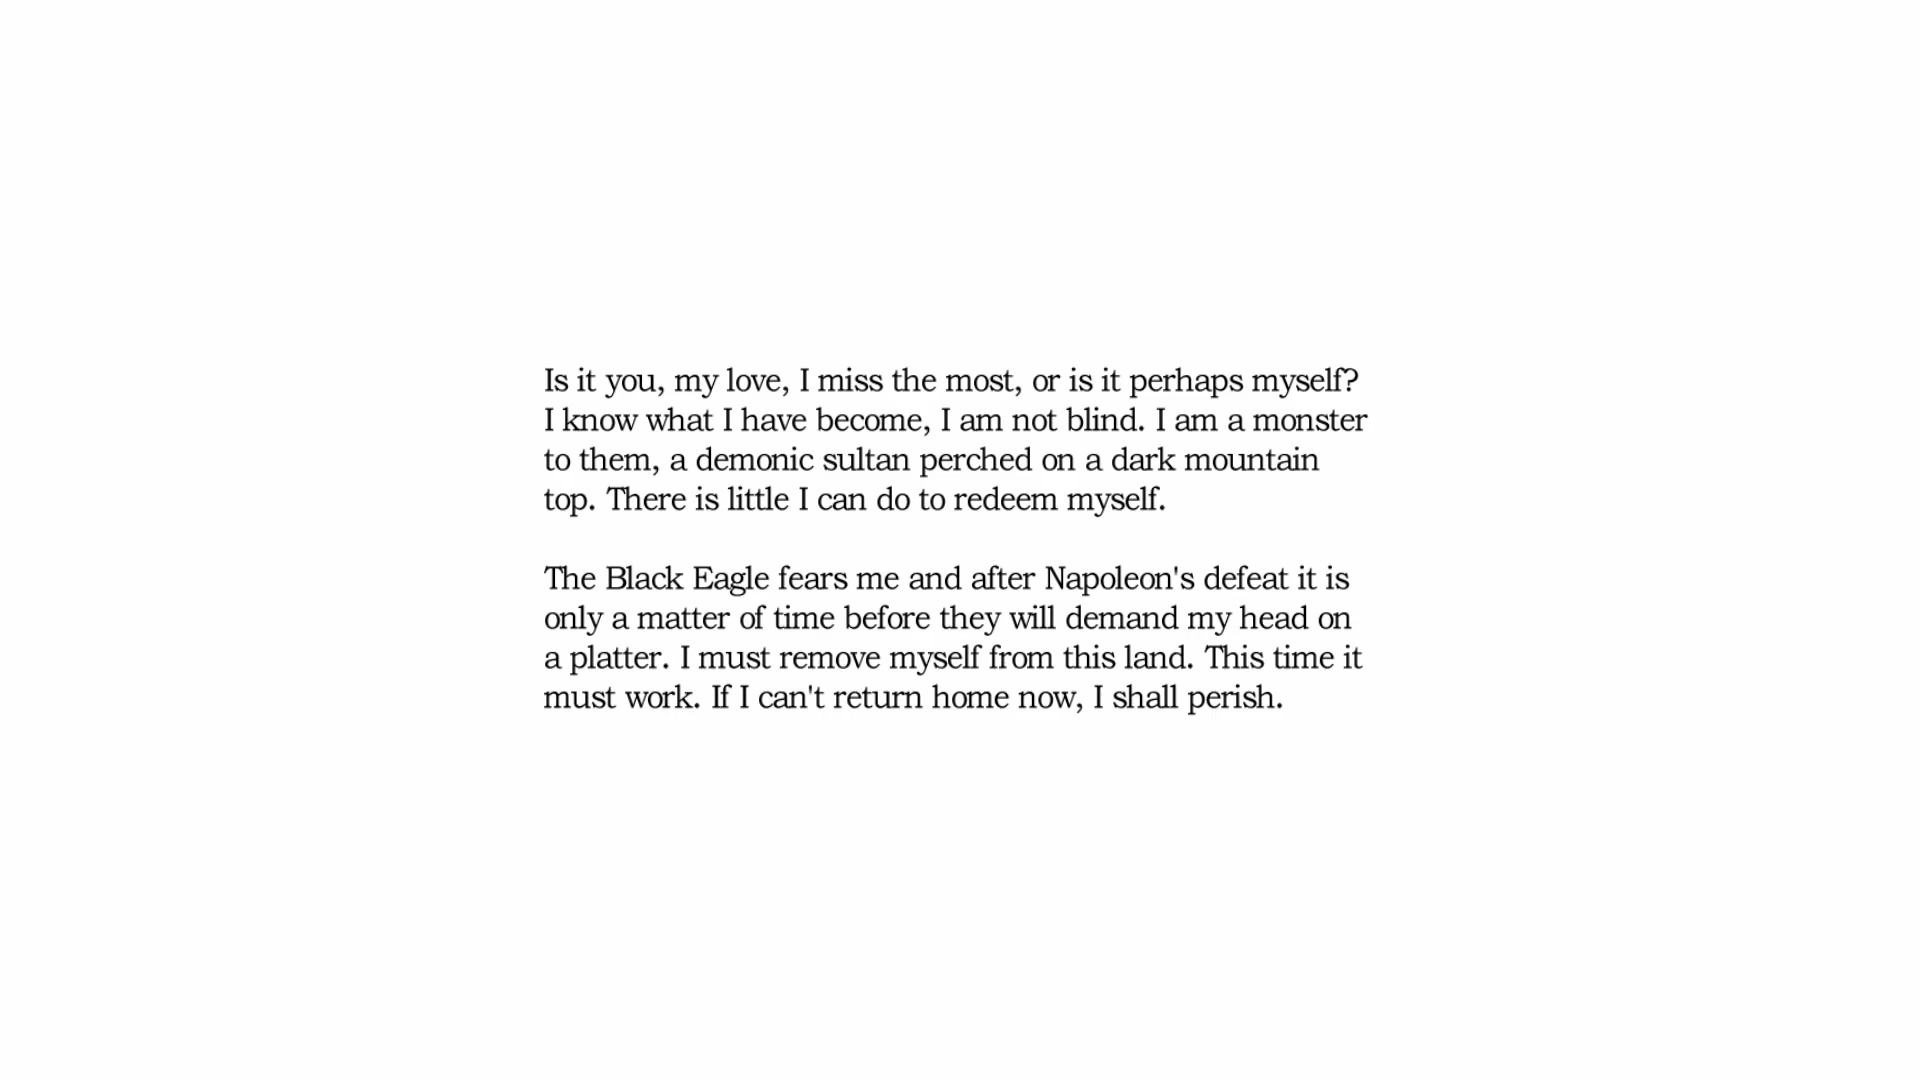 Is it you, my love, I miss the most, or is it perhaps myself?
I know what I have become, I am not blind. I am a monster
to them, a demonic sultan perched on a dark mountain
top. There is little I can do to redeem myself.

The Black Eagle fears me and after Napoleon's defeat it is
only a matter of time before they will demand my head on
a platter. I must remove myself from this land. This time it
must work. If I can't return home now, I shall perish.